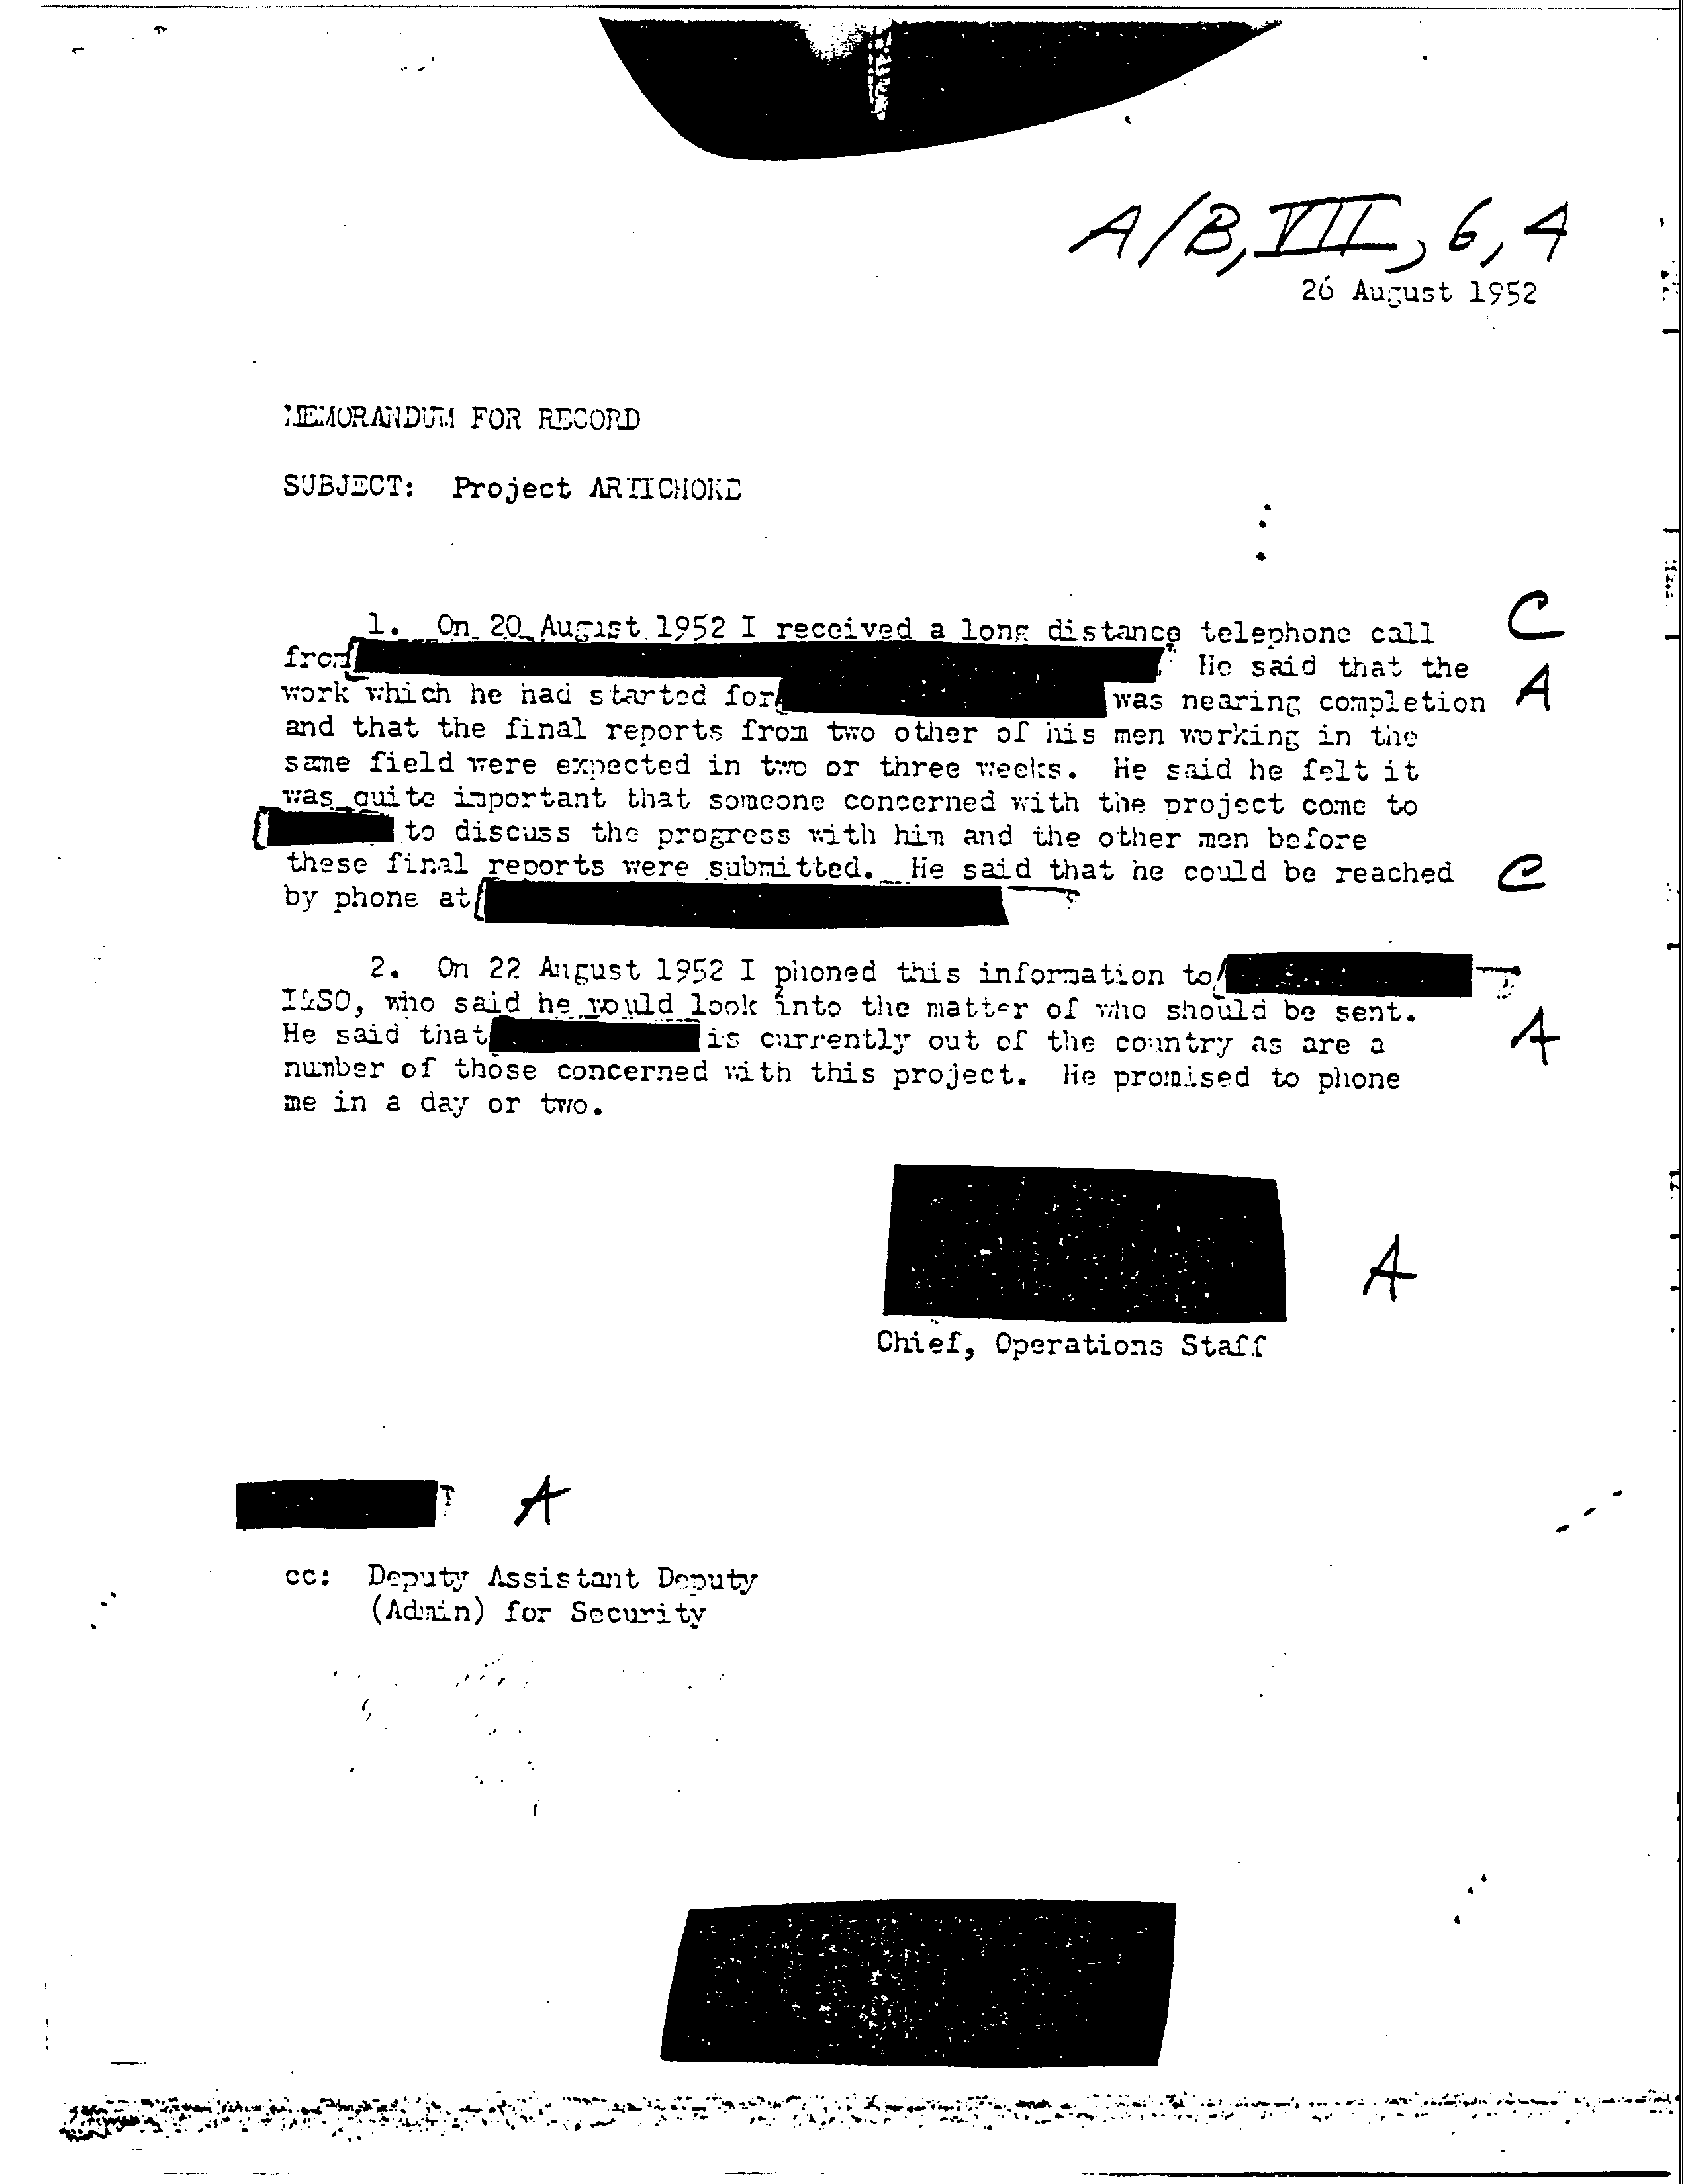 A/B, VII, 6, 4
26 August 1952
MEMORANDUM FOR RECORD
SUBJECT: Project ARTICHOKE
1. On 20 August 1952 I received a long distance telephone call C
from He said that the
work which he had started for was nearing completion A
and that the final reports from two other of his men working in the
same field were expected in two or three weeks. He said he felt it
was quite important that someone concerned with the project come to
to discuss the progress with him and the other men before
these final reports were submitted. He said that he could be reached C
by phone at
2. On 22 August 1952 I phoned this information to
I&SO, who said he would look into the matter of who should be sent.
He said that is currently out of the country as are a A
number of those concerned with this project. He promised to phone
me in a day or two.
A
Chief, Operations Staff
A
cc: Deputy Assistant Deputy
(Admin) for Security